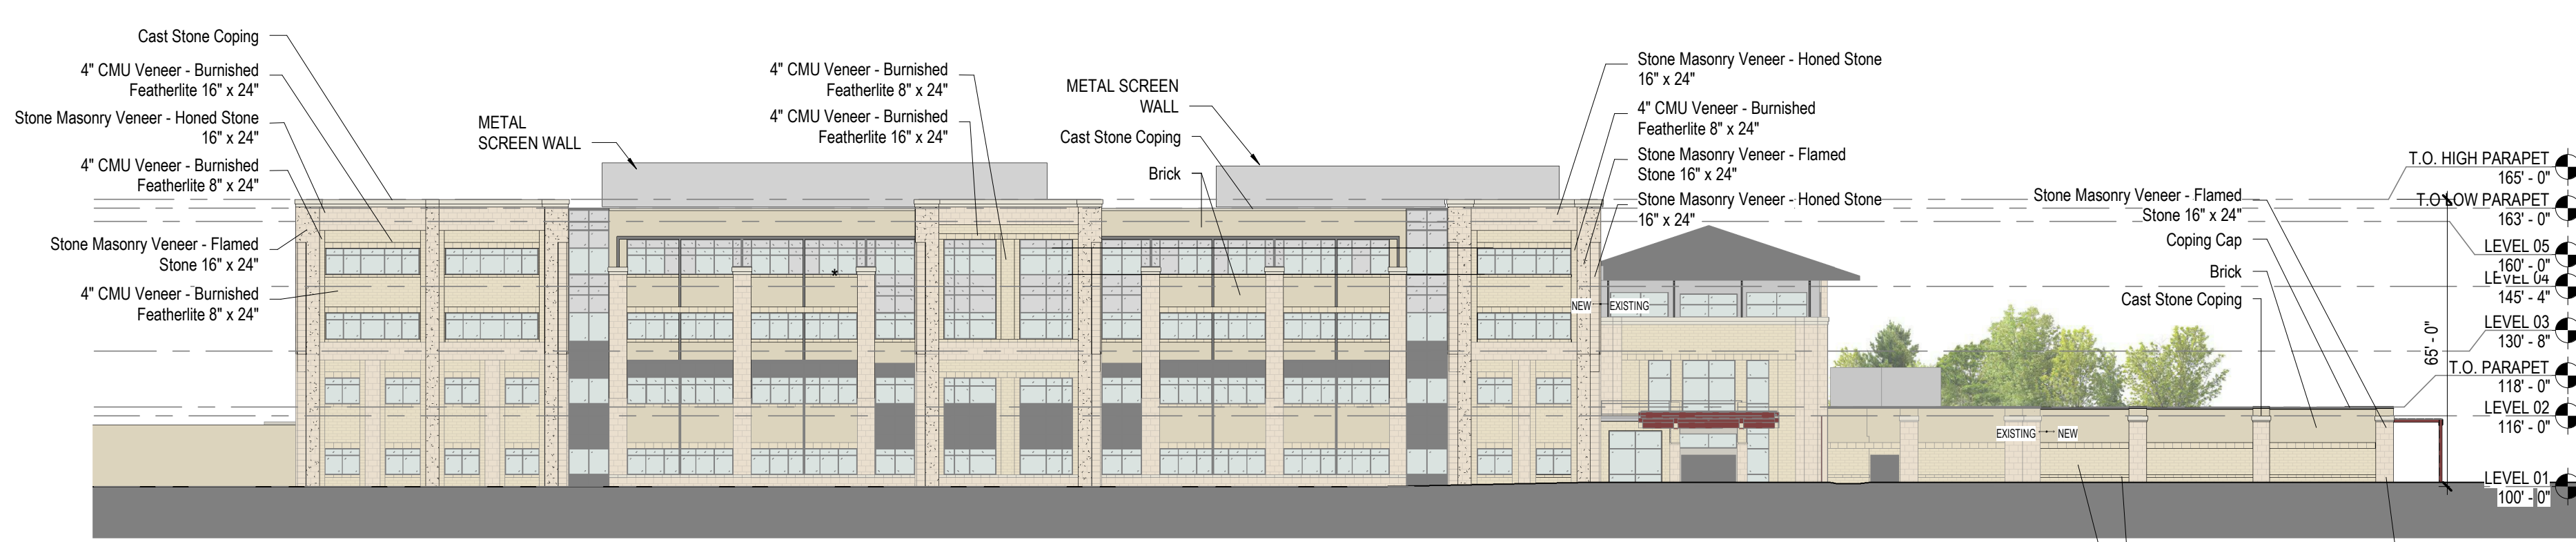 Cast Stone Coping
4" CMU Veneer - Burnished
Featherlite 16" x 24"
Stone Masonry Veneer - Honed Stone
16" x 24"
4" CMU Veneer - Burnished
Featherlite 8" x 24"
Stone Masonry Veneer - Flamed
Stone 16" x 24"
4" CMU Veneer - Burnished
Featherlite 8" x 24"
METAL
SCREEN WALL
4" CMU Veneer - Burnished
Featherlite 8" x 24"
4" CMU Veneer - Burnished
Featherlite 16" x 24"
*
METAL SCREEN
WALL
Cast Stone Coping
Brick
Stone Masonry Veneer - Honed Stone
16" x 24"
4" CMU Veneer - Burnished
Featherlite 8" x 24"
Stone Masonry Veneer - Flamed
Stone 16" x 24"
Stone Masonry Veneer - Honed Stone
16" x 24"
NEW
EXISTING
Stone Masonry Veneer - Flamed
Stone 16" x 24"
Coping Cap
Brick
Cast Stone Coping
EXISTING
NEW
65' - 0"
T.O. HIGH PARAPET
165' - 0"
T.O LOW PARAPET
163' - 0"
LEVEL 05
160' - 0"
LEVEL 04
145' - 4"
LEVEL 03
130' - 8"
T.O. PARAPET
118' - 0"
LEVEL 02
116' - 0"
LEVEL 01
100' - 0"